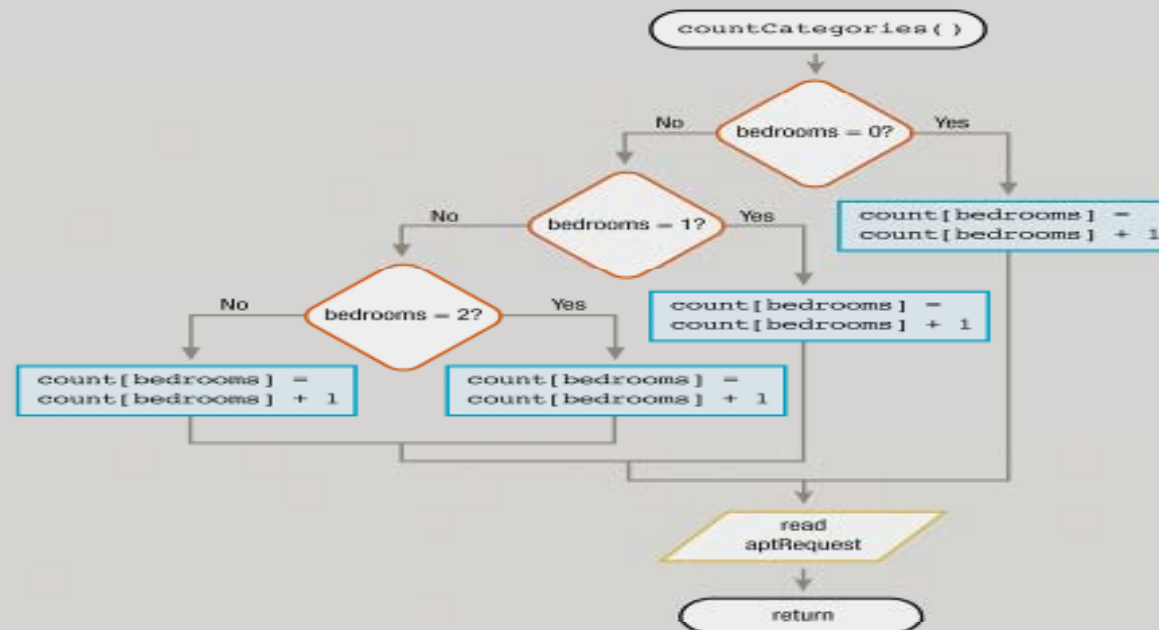 countCategories()
No
bedrooms = 0?
Yes
No
bedrooms = 1?
Yes
count[bedrooms] =
count[bedrooms] + 1
No
bedrooms = 2?
Yes
count[bedrooms] =
count[bedrooms] + 1
count[bedrooms] =
count[bedrooms] + 1
count[bedrooms] =
count[bedrooms] + 1
read
aptRequest
return